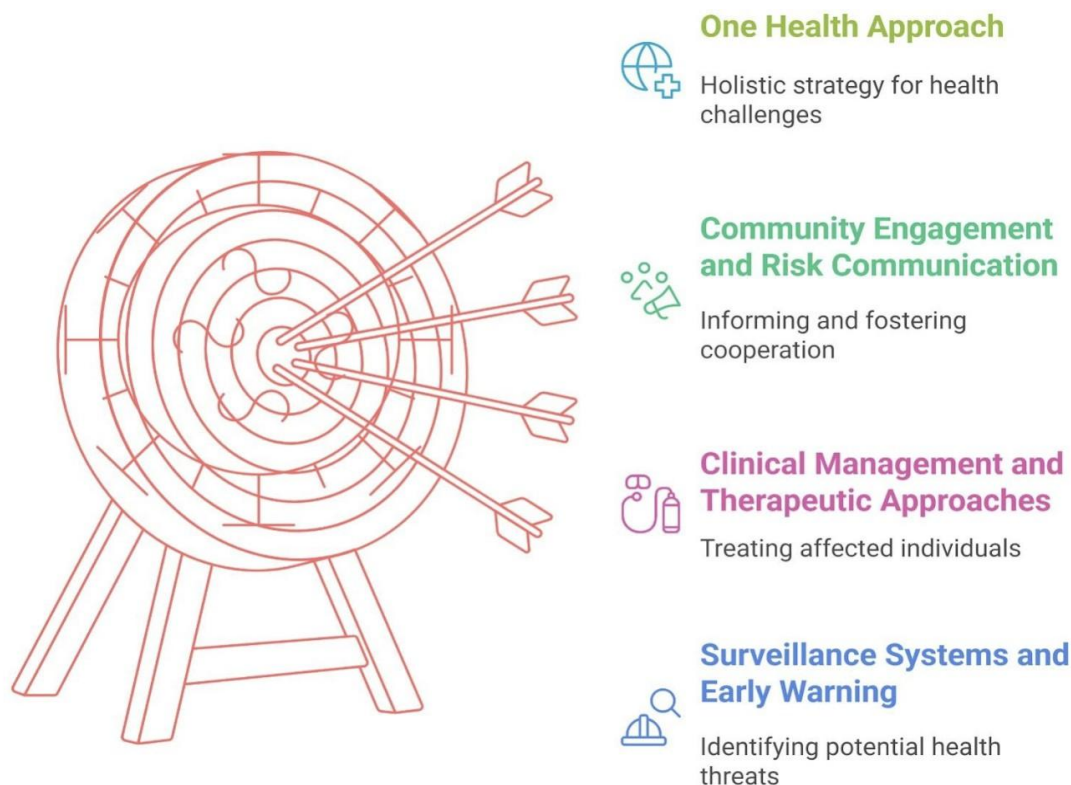 One Health Approach
Holistic strategy for health
challenges
Community Engagement
and Risk Communication
Informing and fostering
cooperation
Clinical Management and
Therapeutic Approaches
Treating affected individuals
Surveillance Systems and
Early Warning
Identifying potential health
threats